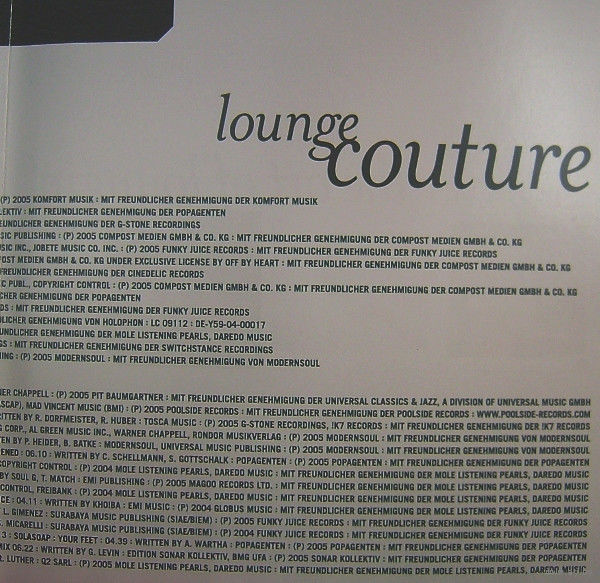 lounge
couture
(P) 2005 KOMFORT MUSIK : MIT FREUNDLICHER GENEHMIGUNG DER KOMFORT MUSIK
LEKTIV : MIT FREUNDLICHER GENEHMIGUNG DER POPAGENTEN
EUNDLICHER GENEHMIGUNG DER G-STONE RECORDINGS
SIC PUBLISHING : (P) 2005 COMPOST MEDIEN GMBH & CO. KG : MIT FREUNDLICHER GENEHMIGUNG DER COMPOST MEDIEN GMBH & CO. KG
USIC INC., JOBETE MUSIC CO. INC. : (P) 2005 FUNKY JUICE RECORDS : MIT FREUNDLICHER GENEHMIGUNG DER FUNKY JUICE RECORDS
POST MEDIEN GMBH & CO. KG UNDER EXCLUSIVE LICENSE BY OFF BY HEART : MIT FREUNDLICHER GENEHMIGUNG DER COMPOST MEDIEN GMBH & CO. KG
FREUNDLICHER GENEHMIGUNG DER CINEDELIC RECORDS
C PUBL., COPYRIGHT CONTROL : (P) 2005 COMPOST MEDIEN GMBH & CO. KG : MIT FREUNDLICHER GENEHMIGUNG DER COMPOST MEDIEN GMBH & CO. KG
CHER GENEHMIGUNG DER POPAGENTEN
DS : MIT FREUNDLICHER GENEHMIGUNG DER FUNKY JUICE RECORDS
DLICHER GENEHMIGUNG VON HOLOPHON : LC 09112 : DE-Y59-04-00017
UNDLICHER GENEHMIGUNG DER MOLE LISTENING PEARLS, DAREDO MUSIC
GS : MIT FREUNDLICHER GENEHMIGUNG DER SWITCHSTANCE RECORDINGS
HING : (P) 2005 MODERNSOUL : MIT FREUNDLICHER GENEHMIGUNG VON MODERNSOUL
NER CHAPPELL : (P) 2005 PIT BAUMGARTNER : MIT FREUNDLICHER GENEHMIGUNG DER UNIVERSAL CLASSICS & JAZZ, A DIVISION OF UNIVERSAL MUSIC GMBH
ASCAP), MAD VINCENT MUSIC (BMI) : (P) 2005 POOLSIDE RECORDS : MIT FREUNDLICHER GENEHMIGUNG DER POOLSIDE RECORDS : WWW.POOLSIDE-RECORDS.COM
RITTEN BY R. DORFMEISTER, R. HUBER : TOSCA MUSIC : (P) 2005 G-STONE RECORDINGS, !K7 RECORDS : MIT FREUNDLICHER GENEHMIGUNG DER !K7 RECORDS
G CORP., AL GREEN MUSIC INC., WARNER CHAPPELL, RONDOR MUSIKVERLAG : (P) 2005 MODERNSOUL : MIT FREUNDLICHER GENEHMIGUNG VON MODERNSOUL
TEN BY P. HEIDER, B. BATKE : MODERNSOUL, UNIVERSAL MUSIC PUBLISHING : (P) 2005 MODERNSOUL : MIT FREUNDLICHER GENEHMIGUNG VON MODERNSOUL
ENED : 06.10 : WRITTEN BY C. SCHELLMANN, S. GOTTSCHALK : POPAGENTEN : (P) 2005 POPAGENTEN : MIT FREUNDLICHER GENEHMIGUNG DER POPAGENTEN
COPYRIGHT CONTROL : (P) 2004 MOLE LISTENING PEARLS, DAREDO MUSIC : MIT FREUNDLICHER GENEHMIGUNG DER MOLE LISTENING PEARLS, DAREDO MUSIC
BY SOUL G, T. MATCH : EMI PUBLISHING : (P) 2005 MAGOO RECORDS LTD. : MIT FREUNDLICHER GENEHMIGUNG DER MOLE LISTENING PEARLS, DAREDO MUSIC
CONTROL, FREIBANK : (P) 2004 MOLE LISTENING PEARLS, DAREDO MUSIC : MIT FREUNDLICHER GENEHMIGUNG DER MOLE LISTENING PEARLS, DAREDO MUSIC
CE : 04.11 : WRITTEN BY KHOIBA : EMI MUSIC : (P) 2004 GLOBUS MUSIC : MIT FREUNDLICHER GENEHMIGUNG DER MOLE LISTENING PEARLS, DAREDO MUSIC
L. GIMENEZ : SURABAYA MUSIC PUBLISHING (SIAE/BIEM) : (P) 2005 FUNKY JUICE RECORDS : MIT FREUNDLICHER GENEHMIGUNG DER FUNKY JUICE RECORDS
. MICARELLI : SURABAYA MUSIC PUBLISHING (SIAE/BIEM) : (P) 2004 FUNKY JUICE RECORDS : MIT FREUNDLICHER GENEHMIGUNG DER FUNKY JUICE RECORDS
3 : SOLASOAP : YOUR FEET : 04.39 : WRITTEN BY A. WARTHA : POPAGENTEN : (P) 2005 POPAGENTEN : MIT FREUNDLICHER GENEHMIGUNG DER POPAGENTEN
MIX 06.22 : WRITTEN BY G. LEVIN : EDITION SONAR KOLLEKTIV, BMG UFA : (P) 2005 SONAR KOLLEKTIV : MIT FREUNDLICHER GENEHMIGUNG DER POPAGENTEN
R. LUTHER : Q2 SARL : (P) 2005 MOLE LISTENING PEARLS, DAREDO MUSIC : MIT FREUNDLICHER GENEHMIGUNG DER MOLE LISTENING PEARLS, DAREDO MUSIC